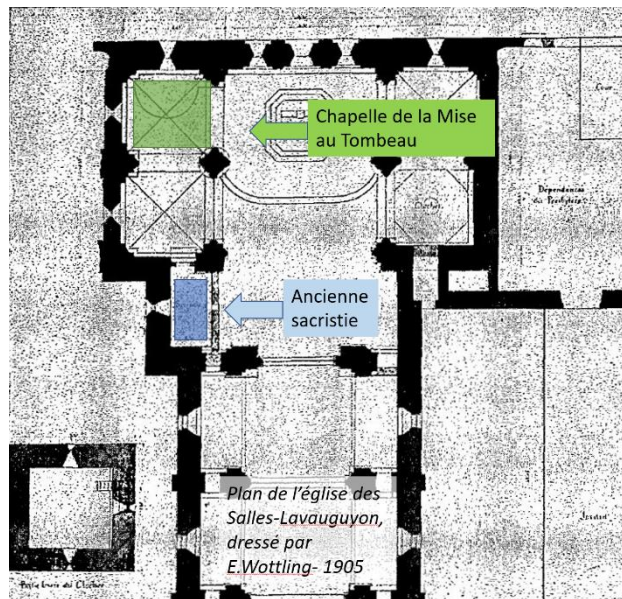 Cour
Chapelle de la Mise
au Tombeau
Dépendances
du Presbytère
Ancienne
sacristie
Plan de l'église des
Salles-Lavauguyon,
dressé par
E.Wottling- 1905
Jardin
du Clocher